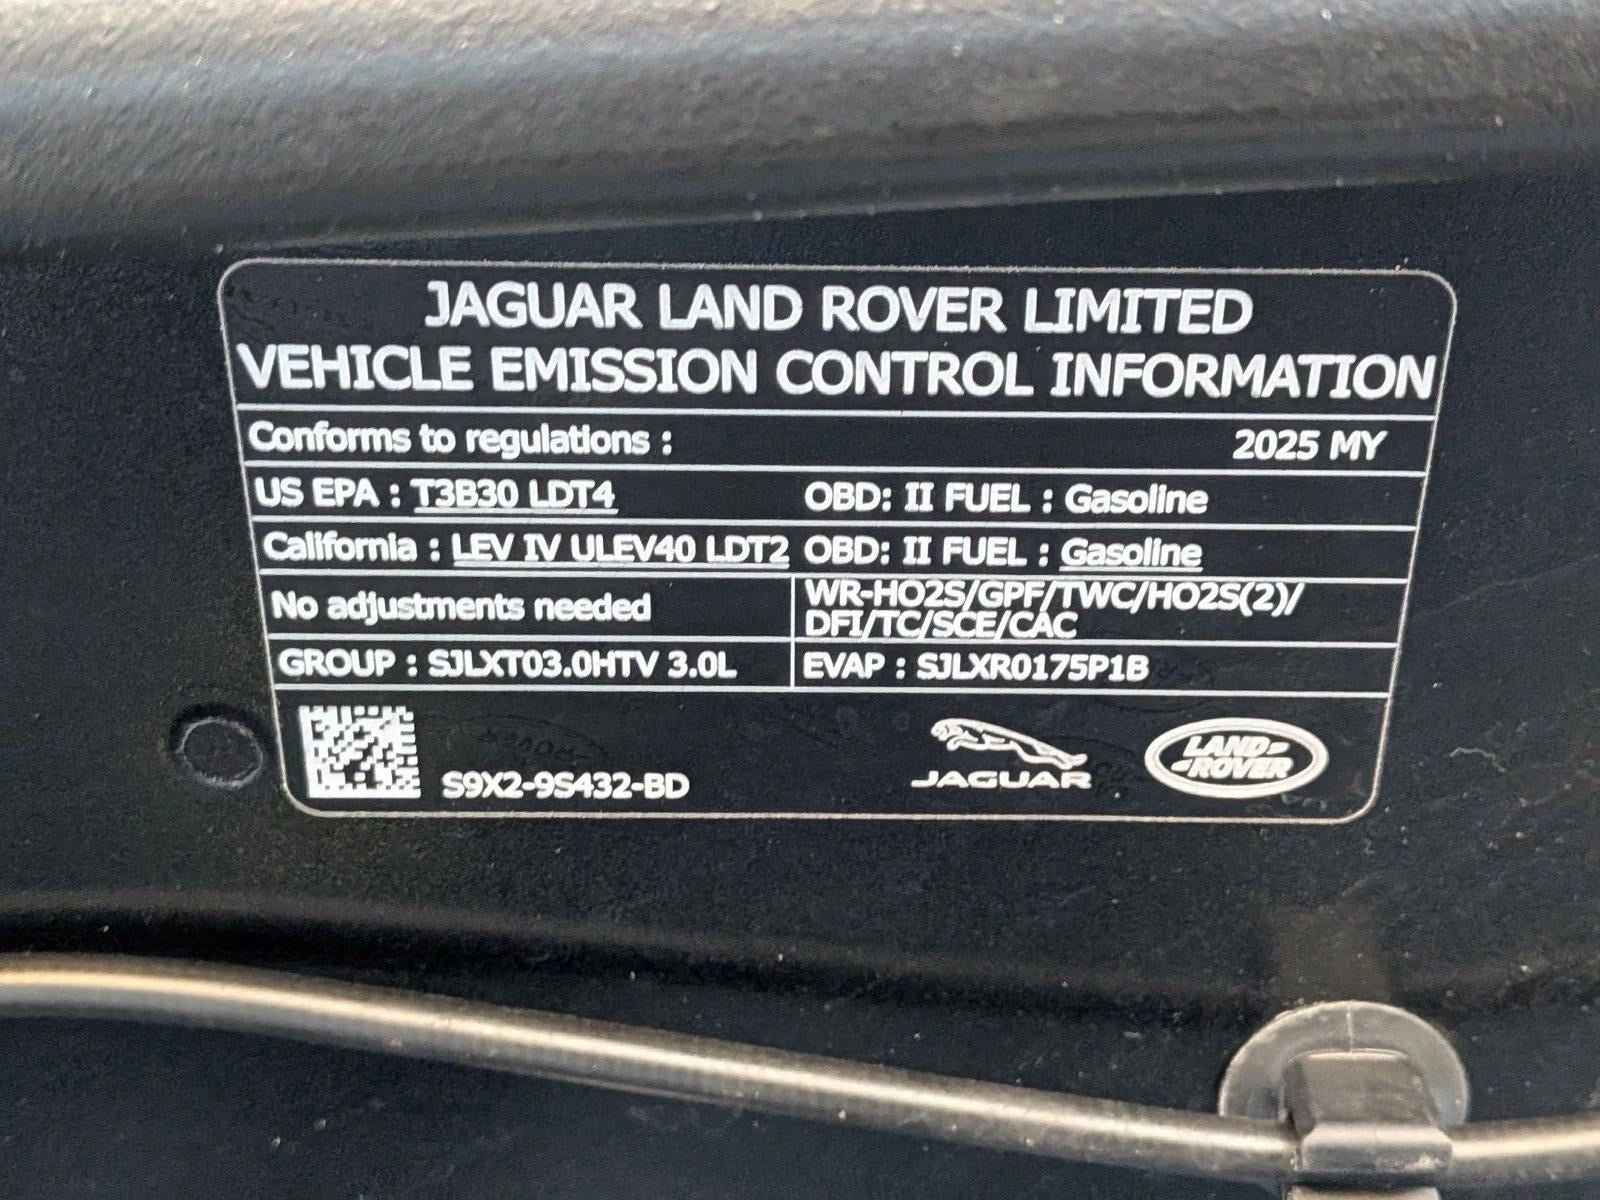 JAGUAR LAND ROVER LIMITED
VEHICLE EMISSION CONTROL INFORMATION
Conforms to regulations : 2025 MY
US EPA : T3B30 LDT4 OBD: II FUEL : Gasoline
California : LEV IV ULEV40 LDT2 OBD: II FUEL : Gasoline
No adjustments needed
WR-HO2S/GPF/TWC/HO2S(2)/
DFI/TC/SCE/CAC
GROUP : SJLXT03.0HTV 3.0L EVAP : SJLXR0175P1B
S9X2-9S432-BD
JAGUAR
LAND-
-ROVER